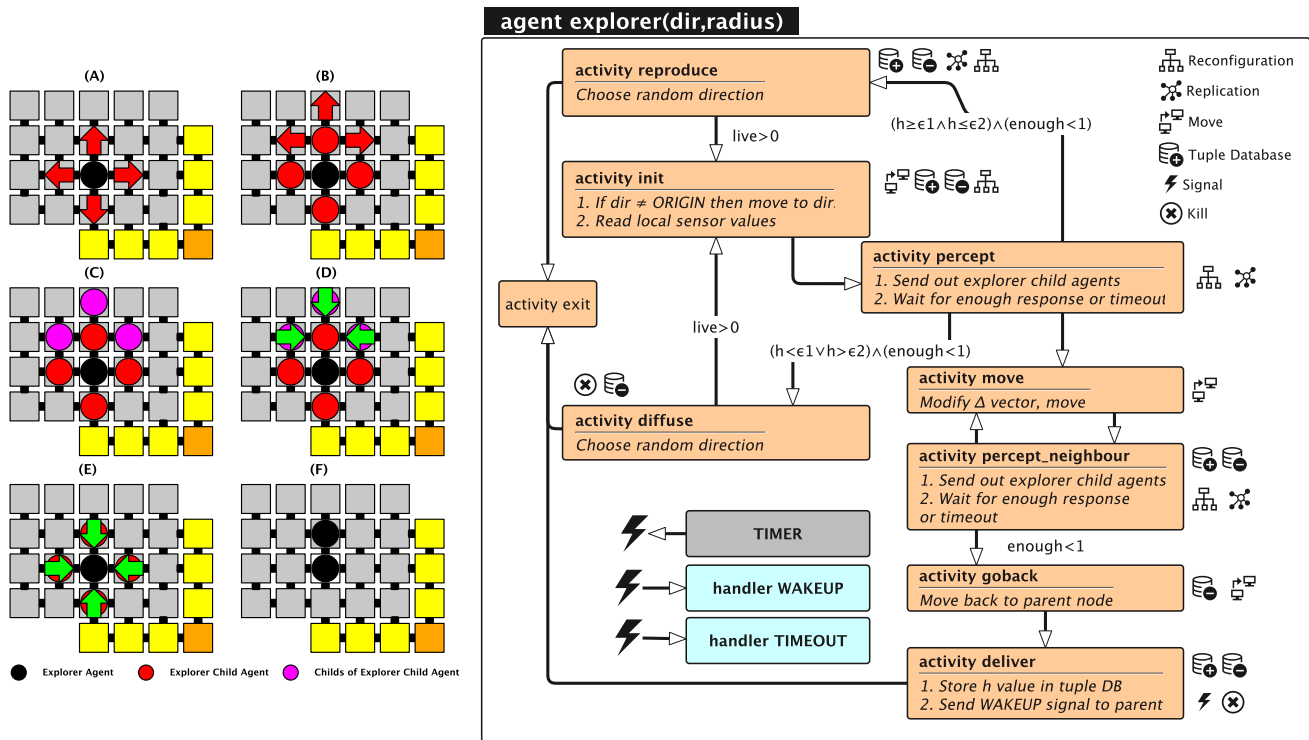 (A)
(B)
(C)
(D)
(E)
(F)
Explorer Agent
Explorer Child Agent
Childs of Explorer Child Agent
agent explorer(dir,radius)
activity reproduce
Choose random direction
Reconfiguration
Replication
Move
Tuple Database
Signal
Kill
(h≥ϵ1∧h≤ϵ2)∧(enough<1)
live>0
activity init
1. If dir ≠ ORIGIN then move to dir.
2. Read local sensor values
activity percept
1. Send out explorer child agents
2. Wait for enough response or timeout
activity exit
live>0
(h<ϵ1∨h>ϵ2)∧(enough<1)
activity move
Modify Δ vector, move
activity diffuse
Choose random direction
activity percept_neighbour
1. Send out explorer child agents
2. Wait for enough response
or timeout
TIMER
enough<1
handler WAKEUP
activity goback
Move back to parent node
handler TIMEOUT
activity deliver
1. Store h value in tuple DB
2. Send WAKEUP signal to parent